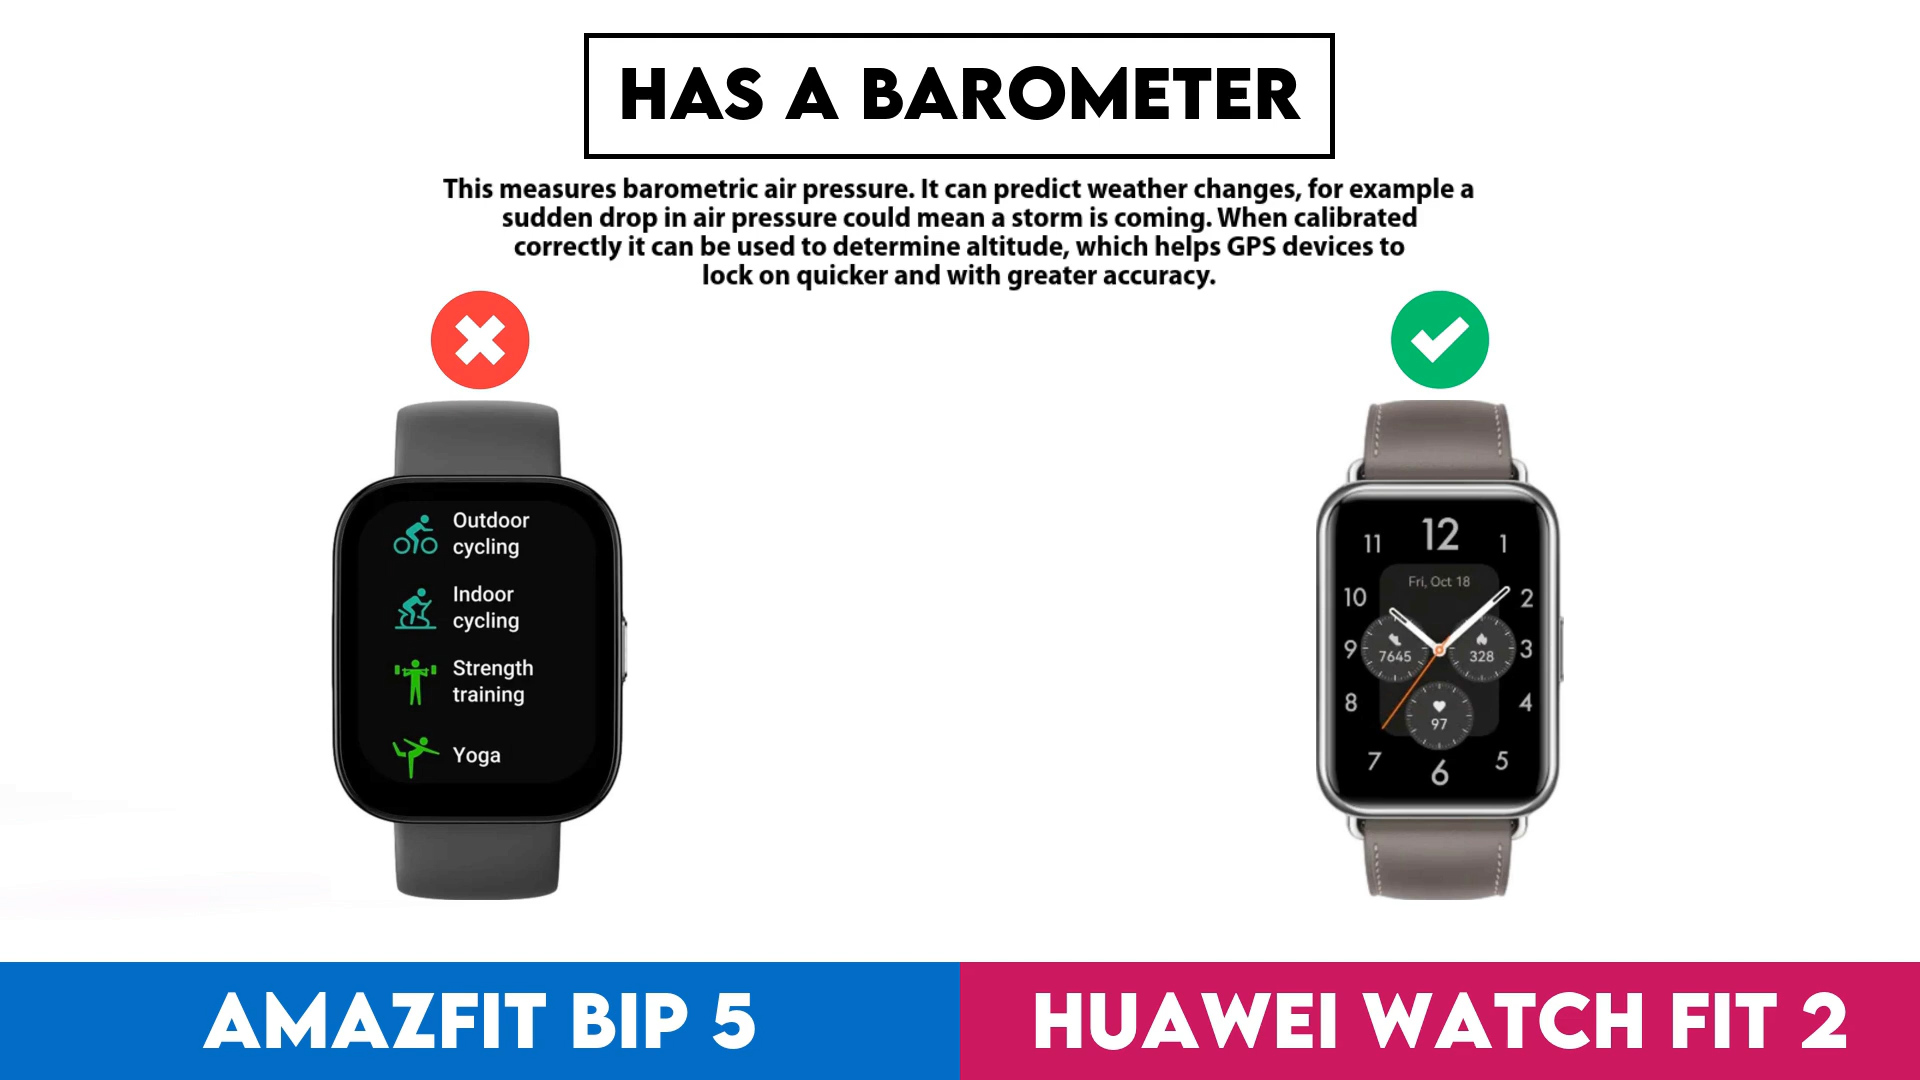 HAS A BAROMETER
This measures barometric air pressure. It can predict weather changes, for example a
sudden drop in air pressure could mean a storm is coming. When calibrated
correctly it can be used to determine altitude, which helps GPS devices to
lock on quicker and with greater accuracy.
Outdoor
cycling
Indoor
cycling
Strength
training
Yoga
12
11 1
Fri, Oct 18
10 2
9 7645 328 3
8 4
97
7 5
6
AMAZFIT BIP 5
HUAWEI WATCH FIT 2